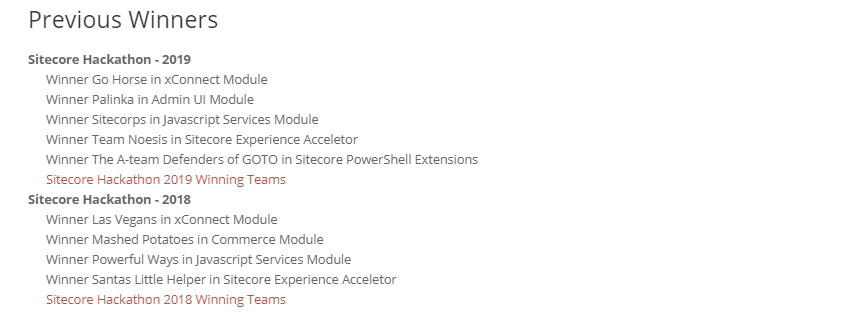 Previous Winners
Sitecore Hackathon - 2019
Winner Go Horse in xConnect Module
Winner Palinka in Admin UI Module
Winner Sitecorps in Javascript Services Module
Winner Team Noesis in Sitecore Experience Acceletor
Winner The A-team Defenders of GOTO in Sitecore PowerShell Extensions
Sitecore Hackathon 2019 Winning Teams
Sitecore Hackathon - 2018
Winner Las Vegans in xConnect Module
Winner Mashed Potatoes in Commerce Module
Winner Powerful Ways in Javascript Services Module
Winner Santas Little Helper in Sitecore Experience Acceletor
Sitecore Hackathon 2018 Winning Teams